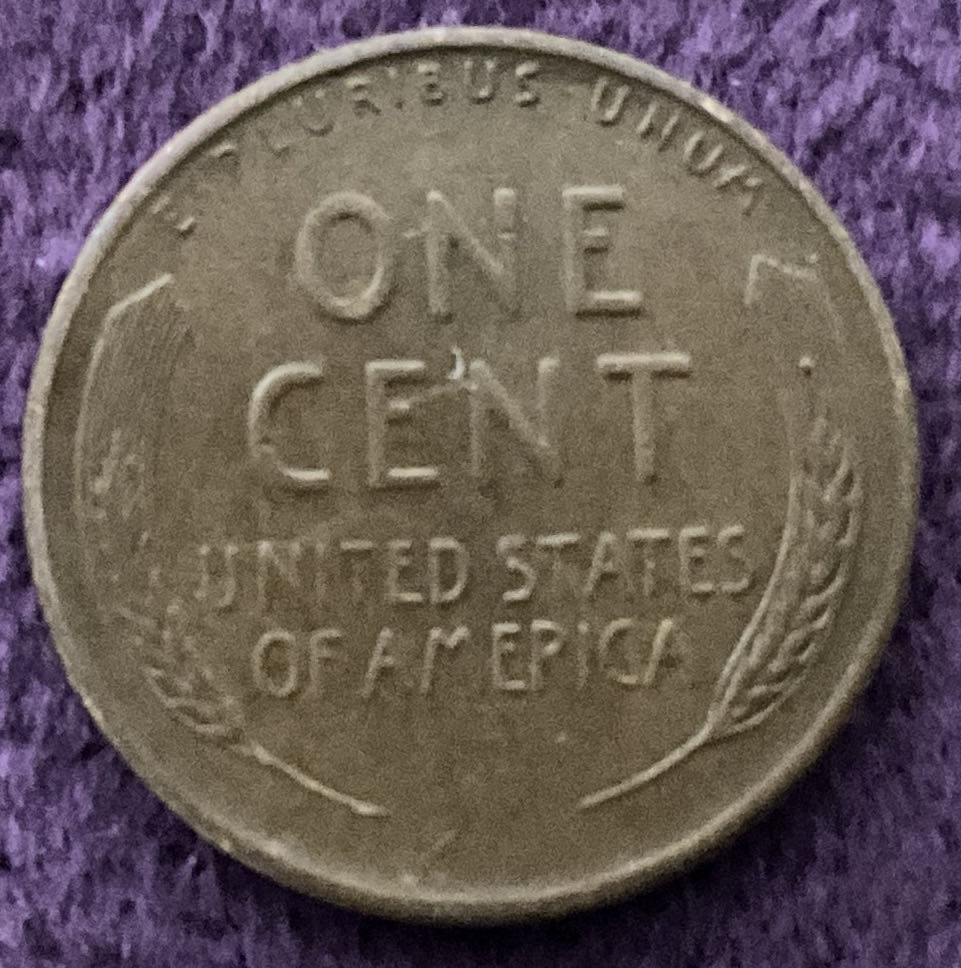 E PLURIBUS UNUM
ONE
CENT
UNITED STATES
OF AMERICA